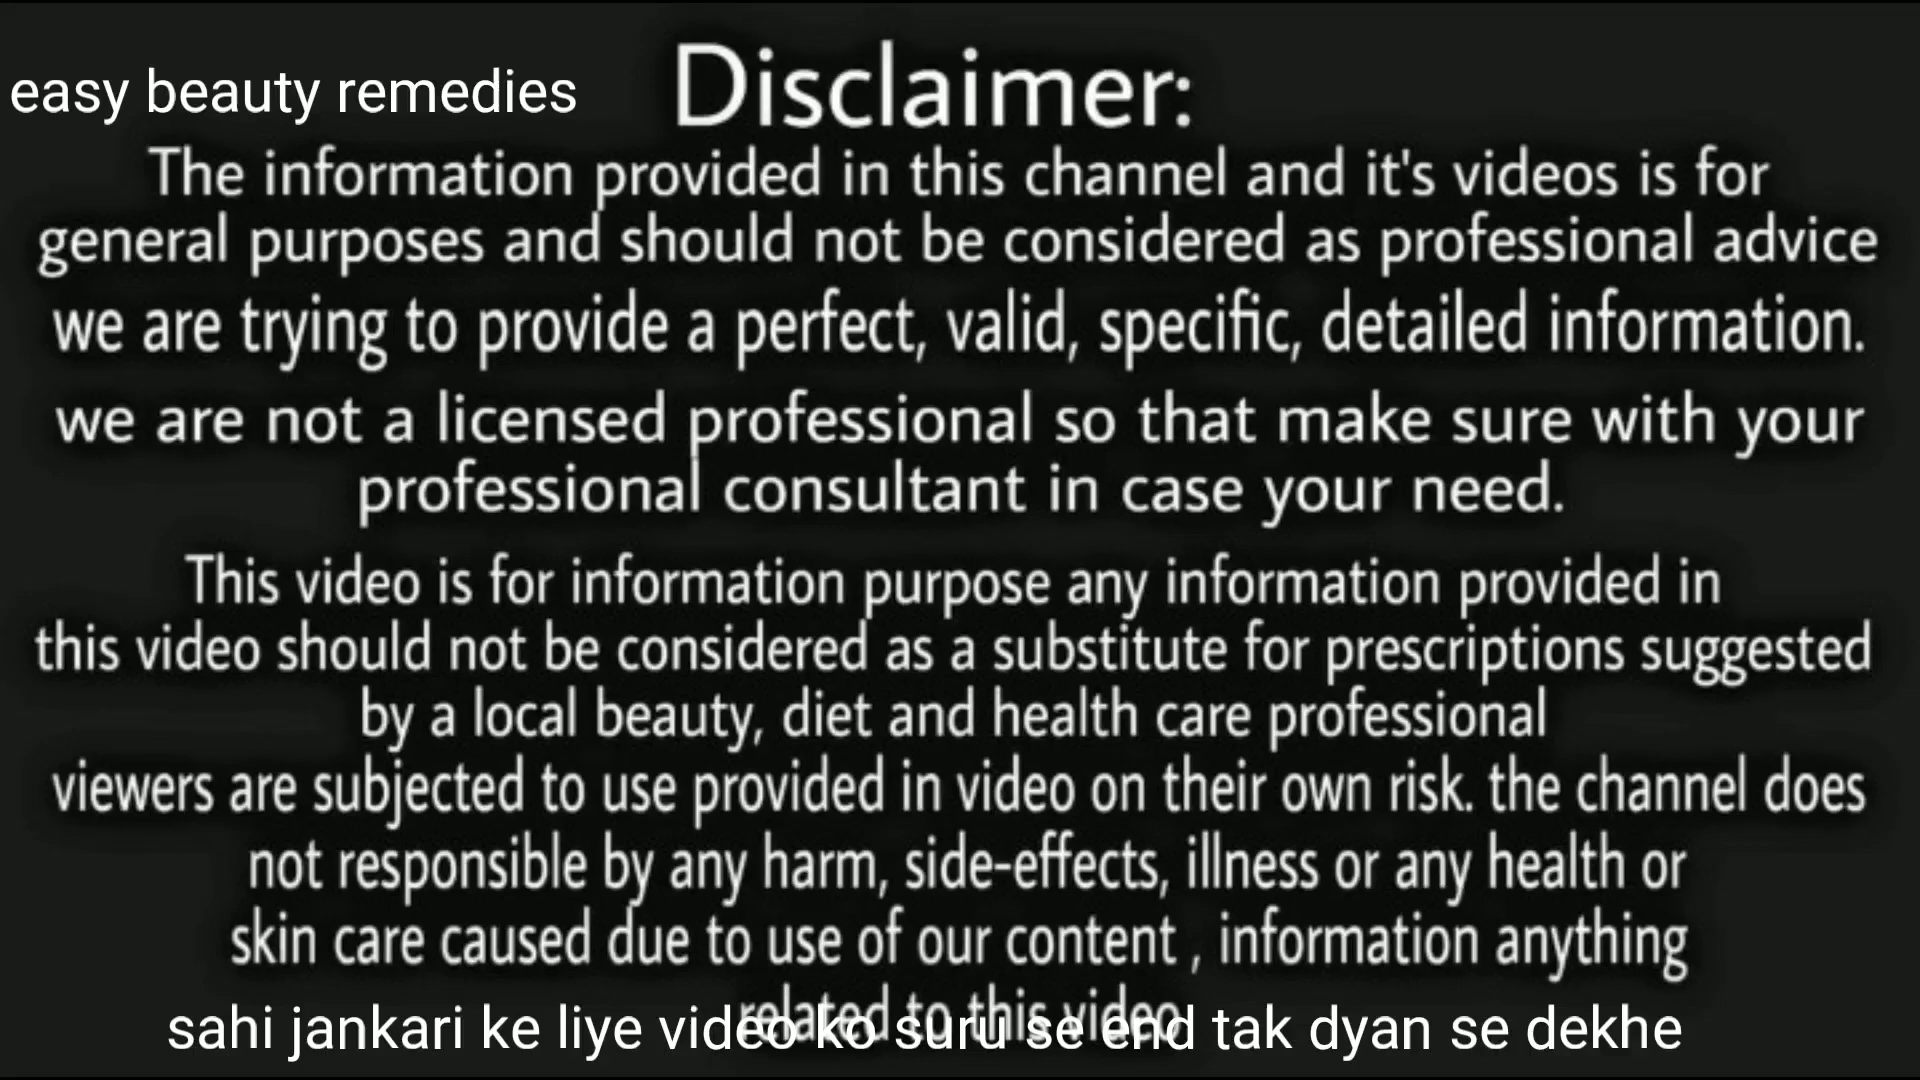 easy beauty remedies
Disclaimer:
The information provided in this channel and it's videos is for
general purposes and should not be considered as professional advice
we are trying to provide a perfect, valid, specific, detailed information.
we are not a licensed professional so that make sure with your
professional consultant in case your need.
This video is for information purpose any information provided in
this video should not be considered as a substitute for prescriptions suggested
by a local beauty, diet and health care professional
viewers are subjected to use provided in video on their own risk. the channel does
not responsible by any harm, side-effects, illness or any health or
skin care caused due to use of our content , information anything
related to this video
sahi jankari ke liye video ko suru se end tak dyan se dekhe